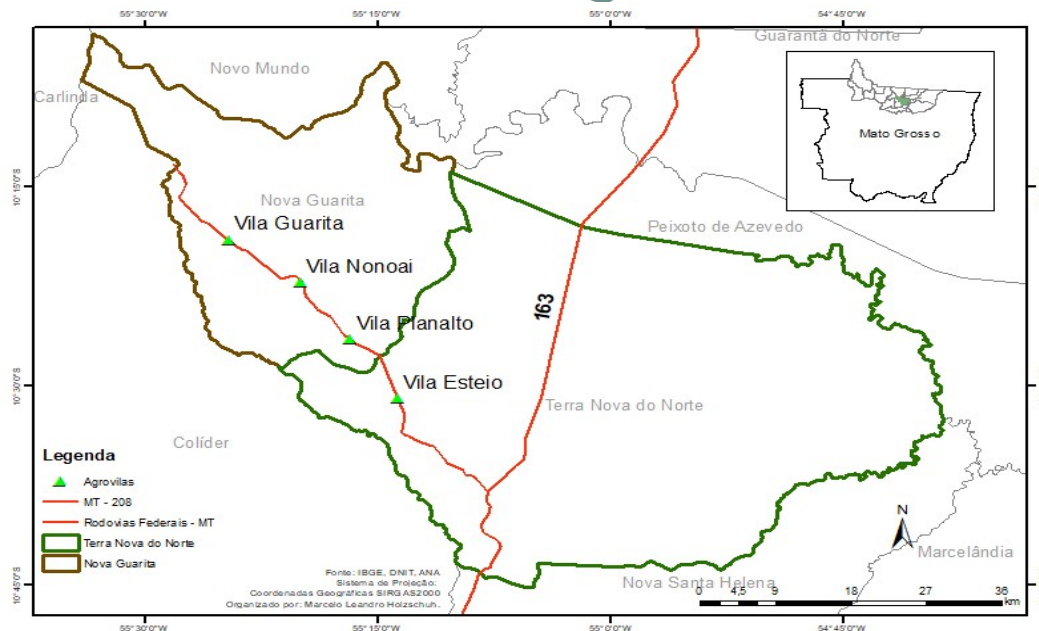 55°30'0"W 55°15'0"W 55°0'0"W 54°45'0"W
Guarantã do Norte
Novo Mundo
Carlinda
Mato Grosso
10°15'0"S
Nova Guarita
Vila Guarita
Peixoto de Azevedo
Vila Nonoai
163
Vila Planalto
10°30'0"S
Vila Esteio
Terra Nova do Norte
Colíder
Legenda
Agrovilas
MT - 208
Rodovias Federais - MT
Terra Nova do Norte
Nova Guarita
Fonte: IBGE, DNIT, ANA
Sistema de Projeção:
Coordenadas Geográficas SIRGAS2000
Organizado por: Marcelo Leandro Holzschuh.
N
Marcelândia
Nova Santa Helena
0 4,5 9 18 27 36
km
10°45'0"S
55°30'0"W 55°15'0"W 55°0'0"W 54°45'0"W